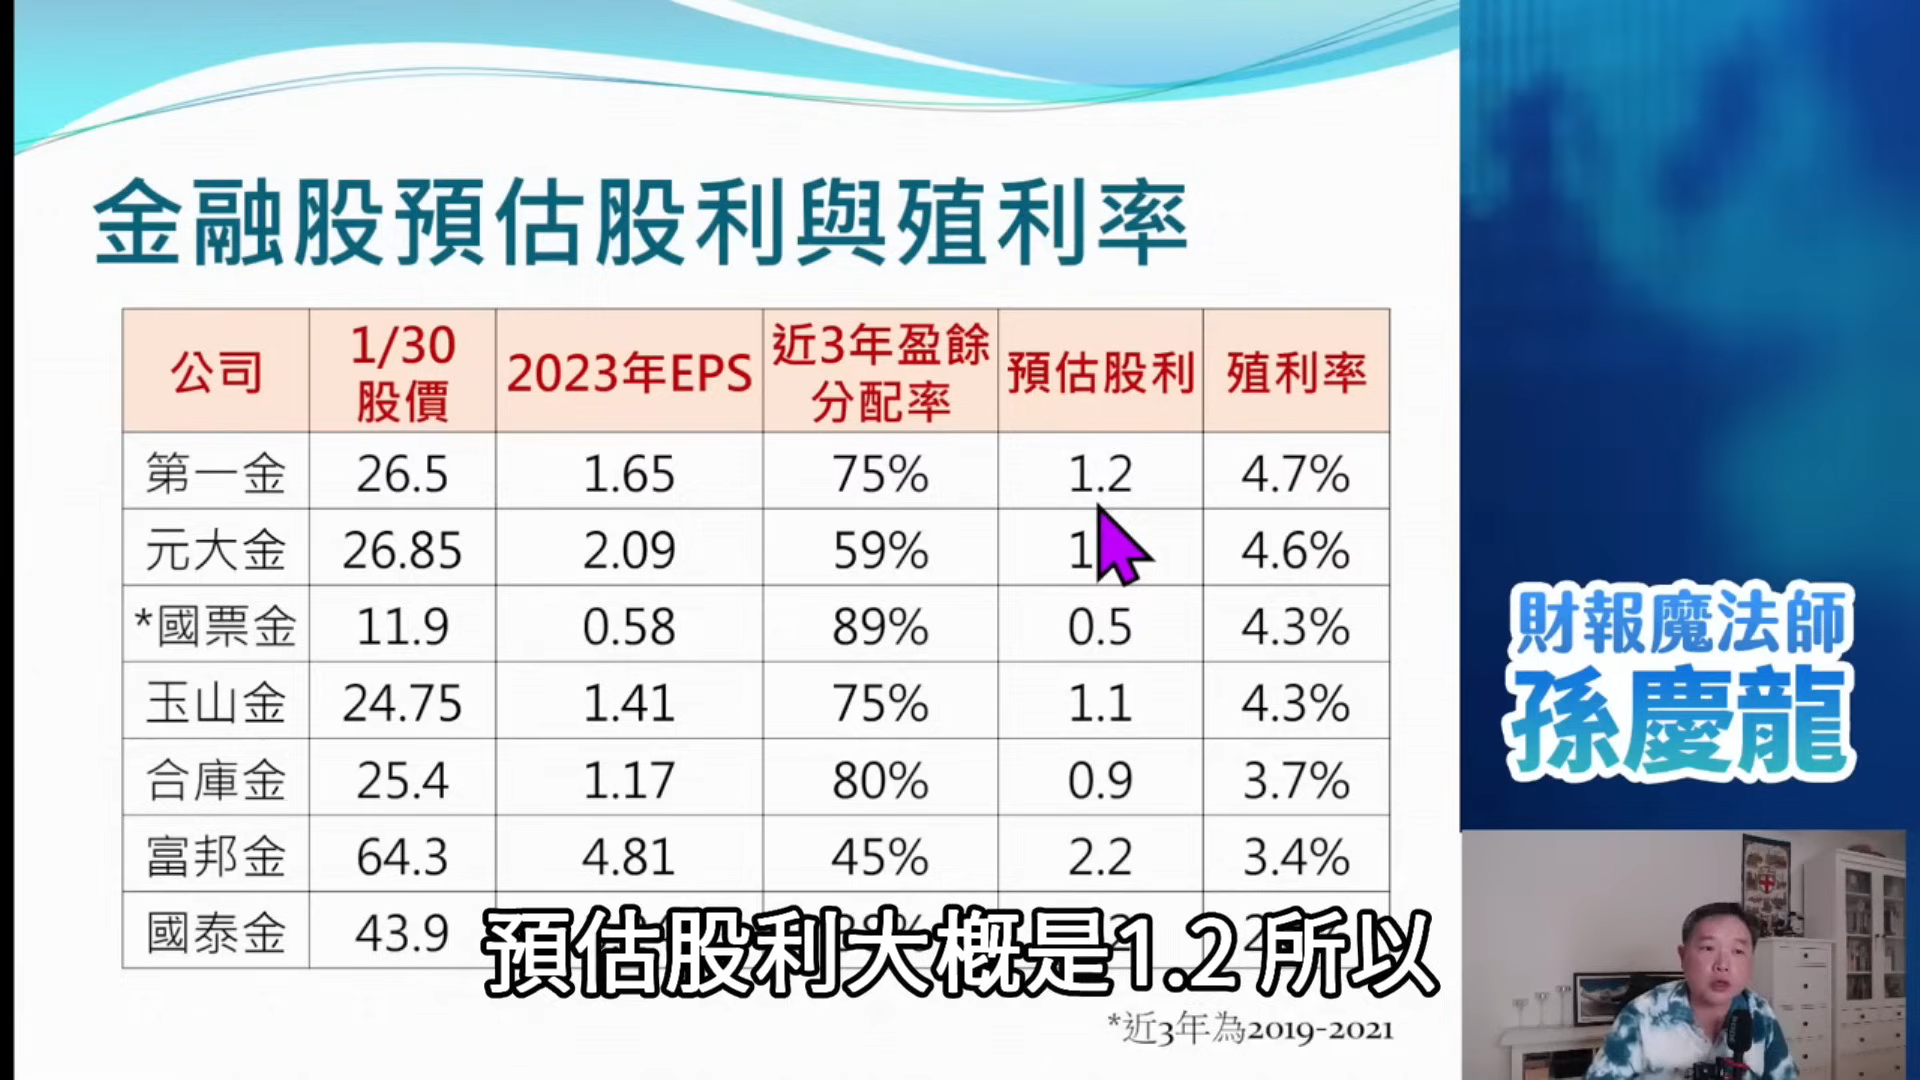 金融股預估股利與殖利率
公司 1/30股價 2023年EPS 近3年盈餘分配率 預估股利 殖利率
第一金 26.5 1.65 75% 1.2 4.7%
元大金 26.85 2.09 59% 4.6%
*國票金 11.9 0.58 89% 0.5 4.3%
玉山金 24.75 1.41 75% 1.1 4.3%
合庫金 25.4 1.17 80% 0.9 3.7%
富邦金 64.3 4.81 45% 2.2 3.4%
國泰金 43.9
預估股利大概是1.2 所以
*近3年為2019-2021
財報魔法師
孫慶龍